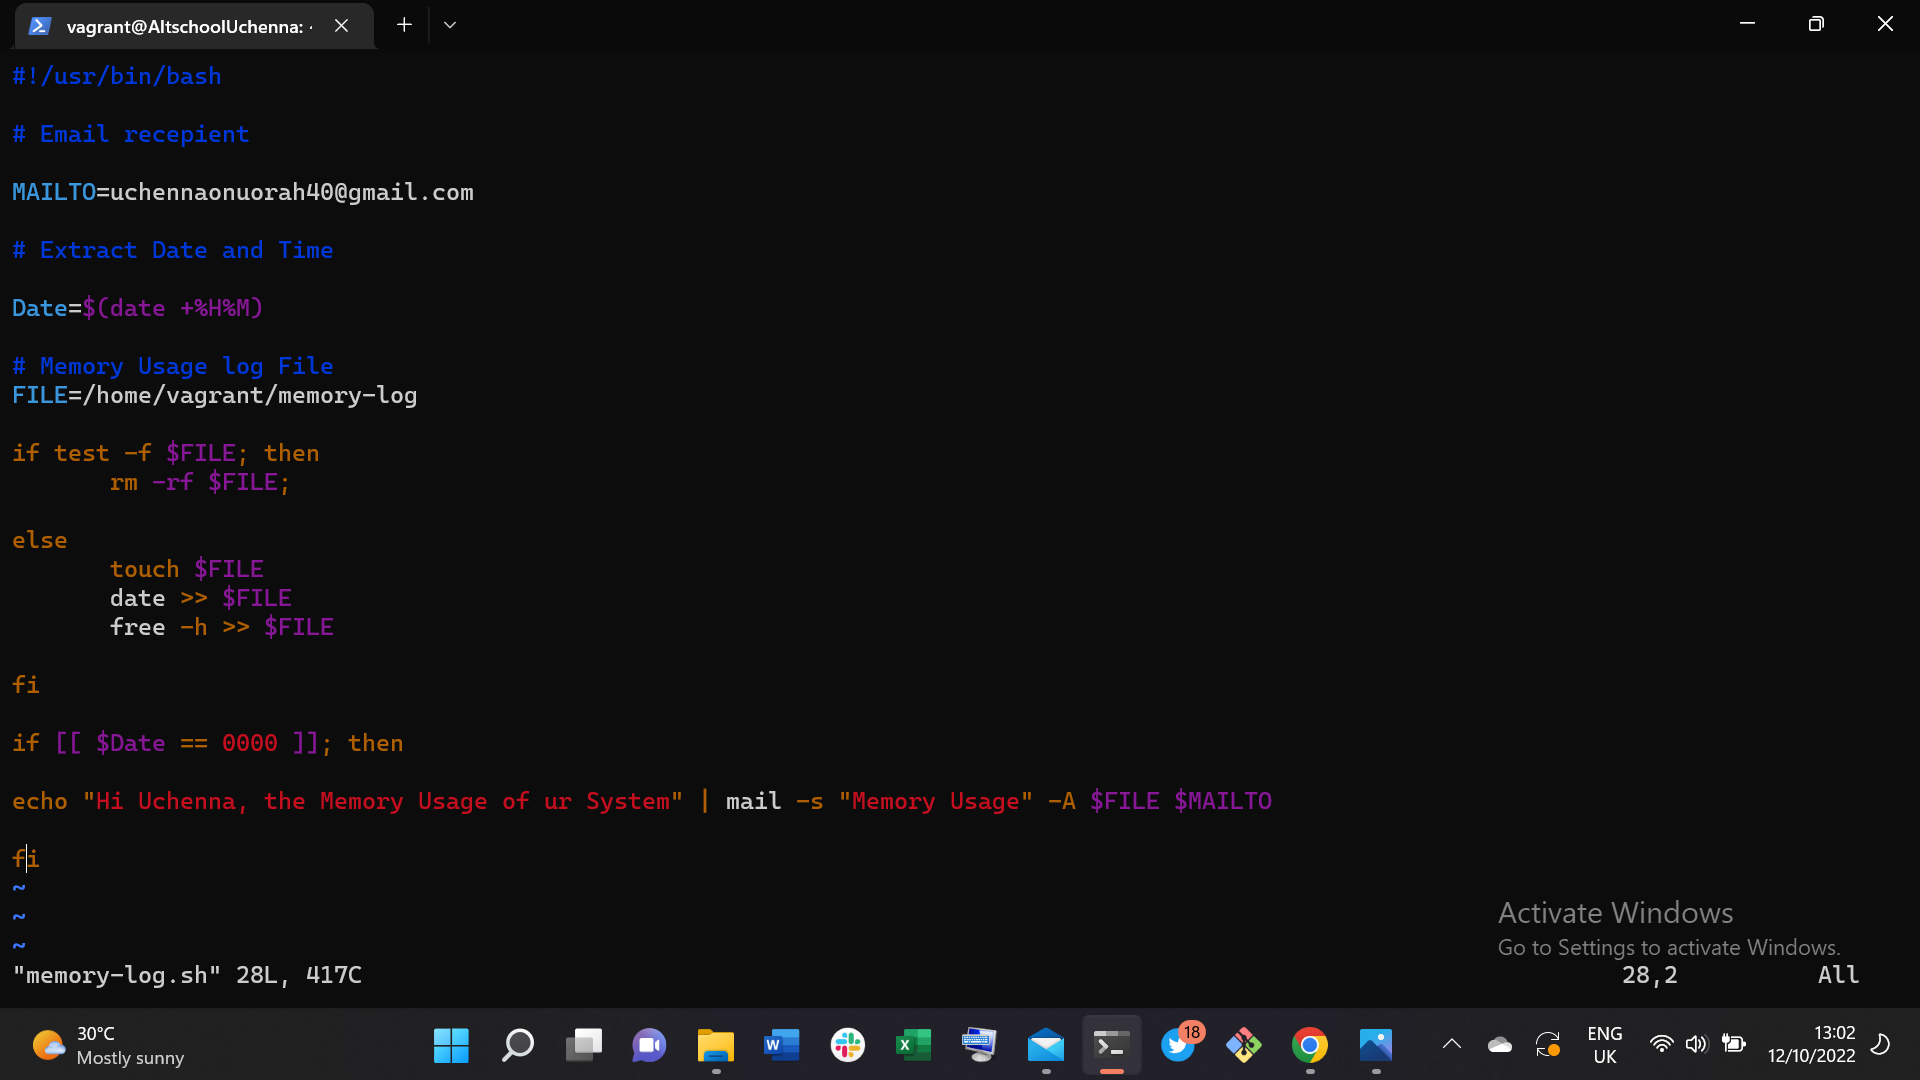 vagrant@AltschoolUchenna: ·
#!/usr/bin/bash
# Email recepient
MAILTO=uchennaonuorah40@gmail.com
# Extract Date and Time
Date=$(date +%H%M)
# Memory Usage log File
FILE=/home/vagrant/memory-log
if test -f $FILE; then
rm -rf $FILE;
else
touch $FILE
date >> $FILE
free -h >> $FILE
fi
if [[ $Date == 0000 ]]; then
echo "Hi Uchenna, the Memory Usage of ur System" | mail -s "Memory Usage" -A $FILE $MAILTO
fi
~
~
~
"memory-log.sh" 28L, 417C
28,2
All
Activate Windows
Go to Settings to activate Windows.
30°C
Mostly sunny
W
X
18
ENG
UK
13:02
12/10/2022